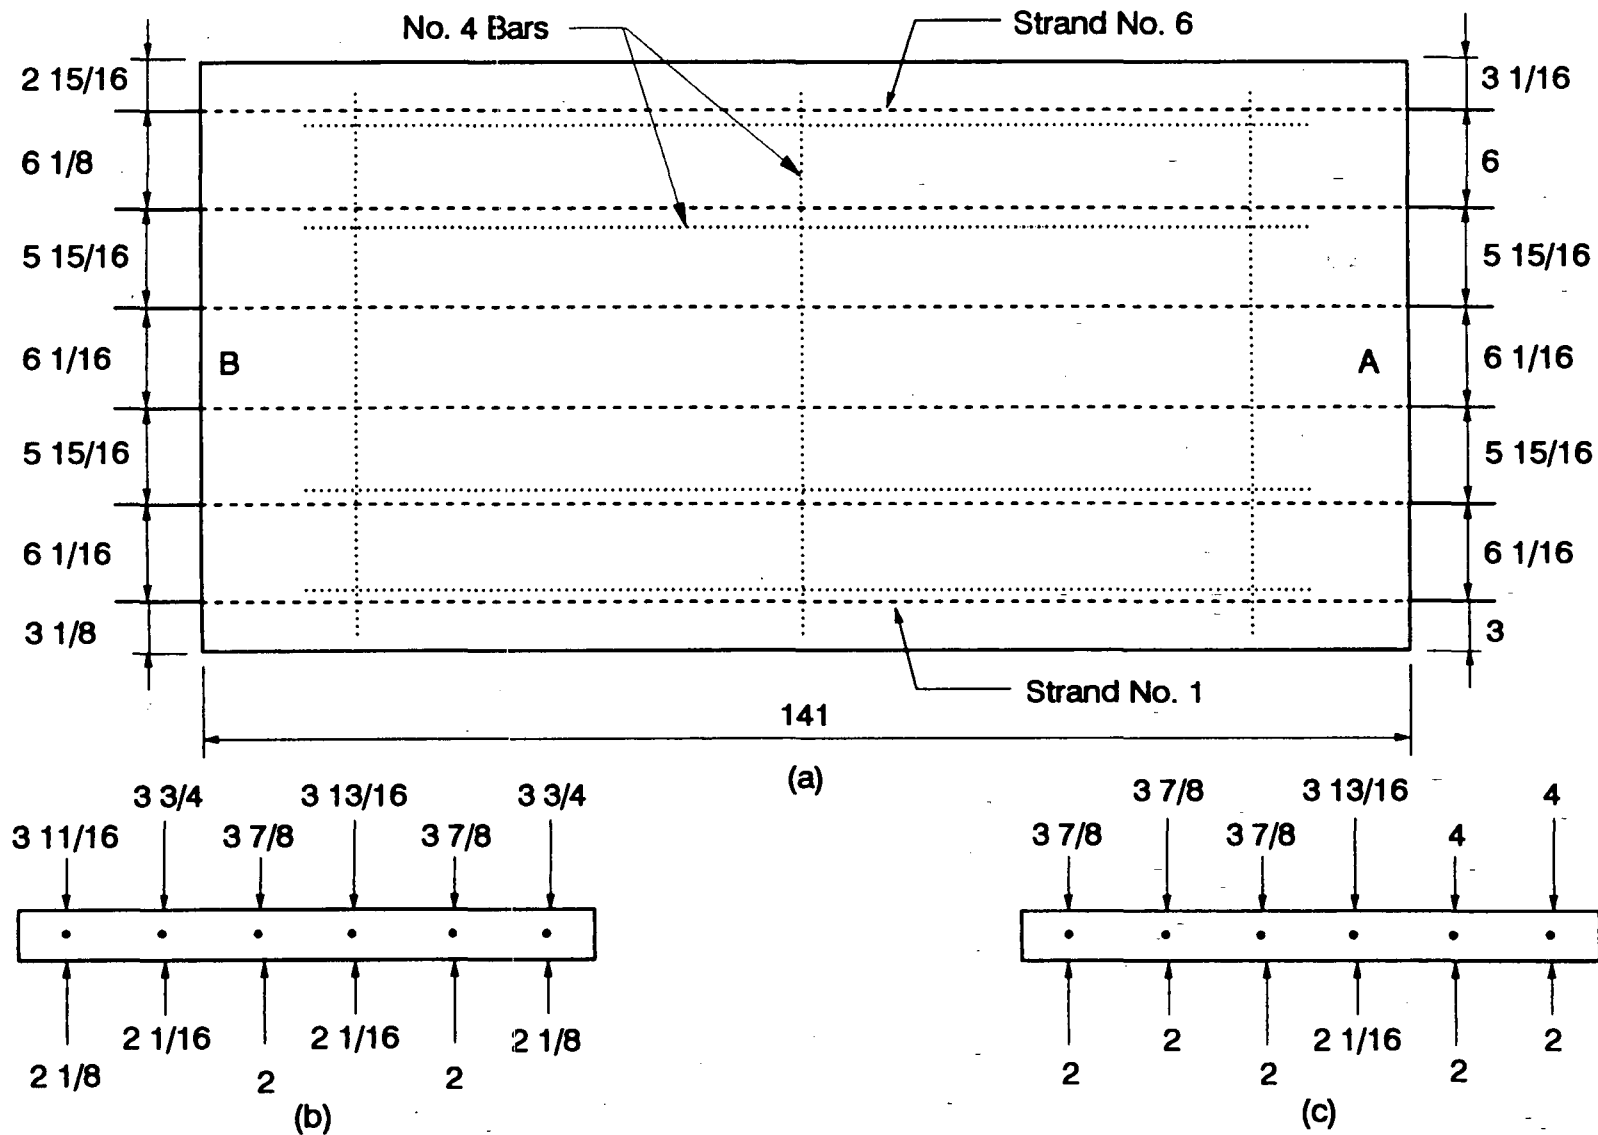 No. 4 Bars
Strand No. 6
2 15/16
3 1/16
6 1/8
6
5 15/16
5 15/16
6 1/16
B
A
6 1/16
5 15/16
5 15/16
6 1/16
6 1/16
3 1/8
3
Strand No. 1
141
(a)
3 3/4 3 13/16 3 3/4
3 11/16 3 7/8 3 7/8
2 1/16 2 1/16 2 1/8
2 1/8 2 2
(b)
3 7/8 3 13/16 4
3 7/8 3 7/8 4
2 2 1/16 2
2 2 2
(c)